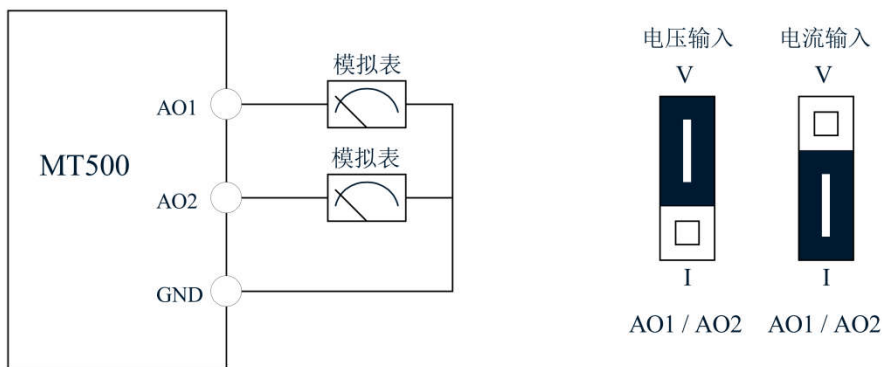 模拟表
AO1
MT500
模拟表
AO2
GND
电压输入 电流输入
V V
I I
AO1 / AO2 AO1 / AO2